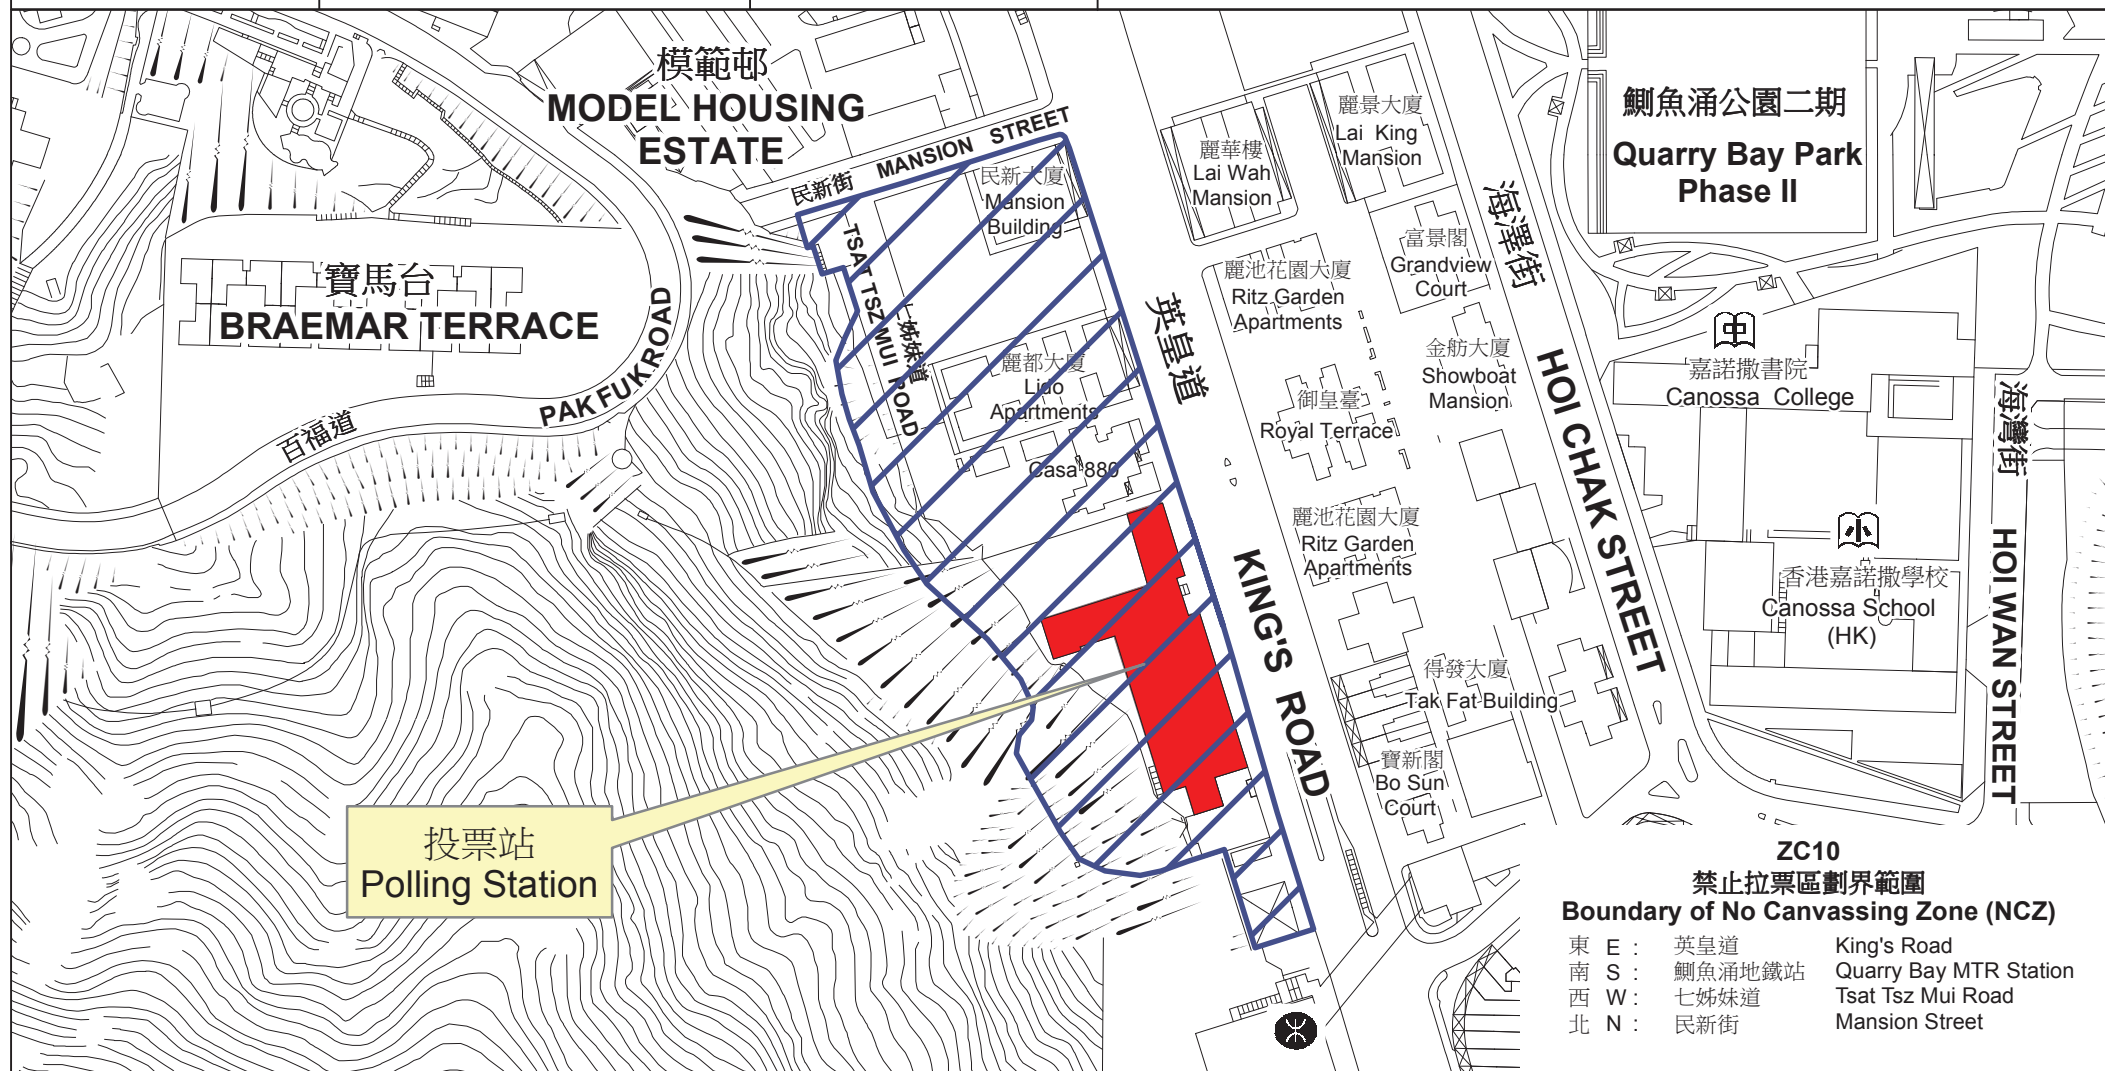 模範邨
MODEL HOUSING
ESTATE
民新街 MANSION STREET
民新大廈
Mansion
Building
麗華樓
Lai Wah
Mansion
麗景大廈
Lai King
Mansion
鰂魚涌公園二期
Quarry Bay Park
Phase II
寶馬台
BRAEMAR TERRACE
百福道
PAK FUK ROAD
TSAT TSZ MUI ROAD
七姊妹道
麗都大廈
Lido
Apartments
Casa 880
英皇道
KING'S ROAD
麗池花園大廈
Ritz Garden
Apartments
富景閣
Grandview
Court
海澤街
HOI CHAK STREET
御皇臺
Royal Terrace
金舫大廈
Showboat
Mansion
麗池花園大廈
Ritz Garden
Apartments
得發大廈
Tak Fat Building
寶新閣
Bo Sun
Court
中
嘉諾撒書院
Canossa College
小
香港嘉諾撒學校
Canossa School
(HK)
海灣街
HOI WAN STREET
投票站
Polling Station
ZC10
禁止拉票區劃界範圍
Boundary of No Canvassing Zone (NCZ)
東 E : 英皇道 King's Road
南 S : 鰂魚涌地鐵站 Quarry Bay MTR Station
西 W : 七姊妹道 Tsat Tsz Mui Road
北 N : 民新街 Mansion Street